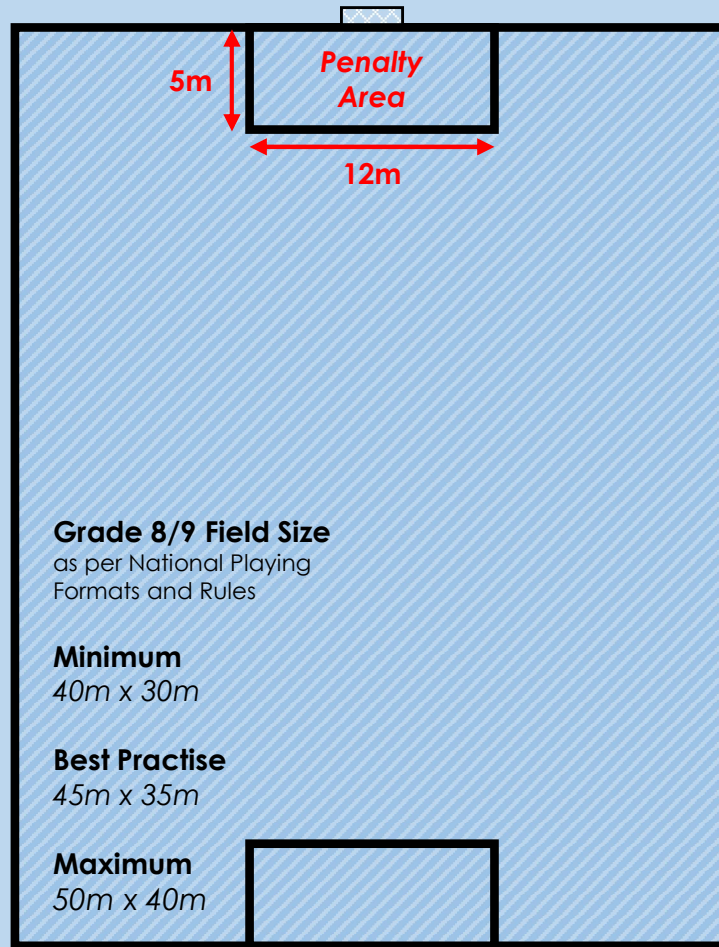 Penalty
Area
5m
12m
Grade 8/9 Field Size
as per National Playing
Formats and Rules
Minimum
40m x 30m
Best Practise
45m x 35m
Maximum
50m x 40m